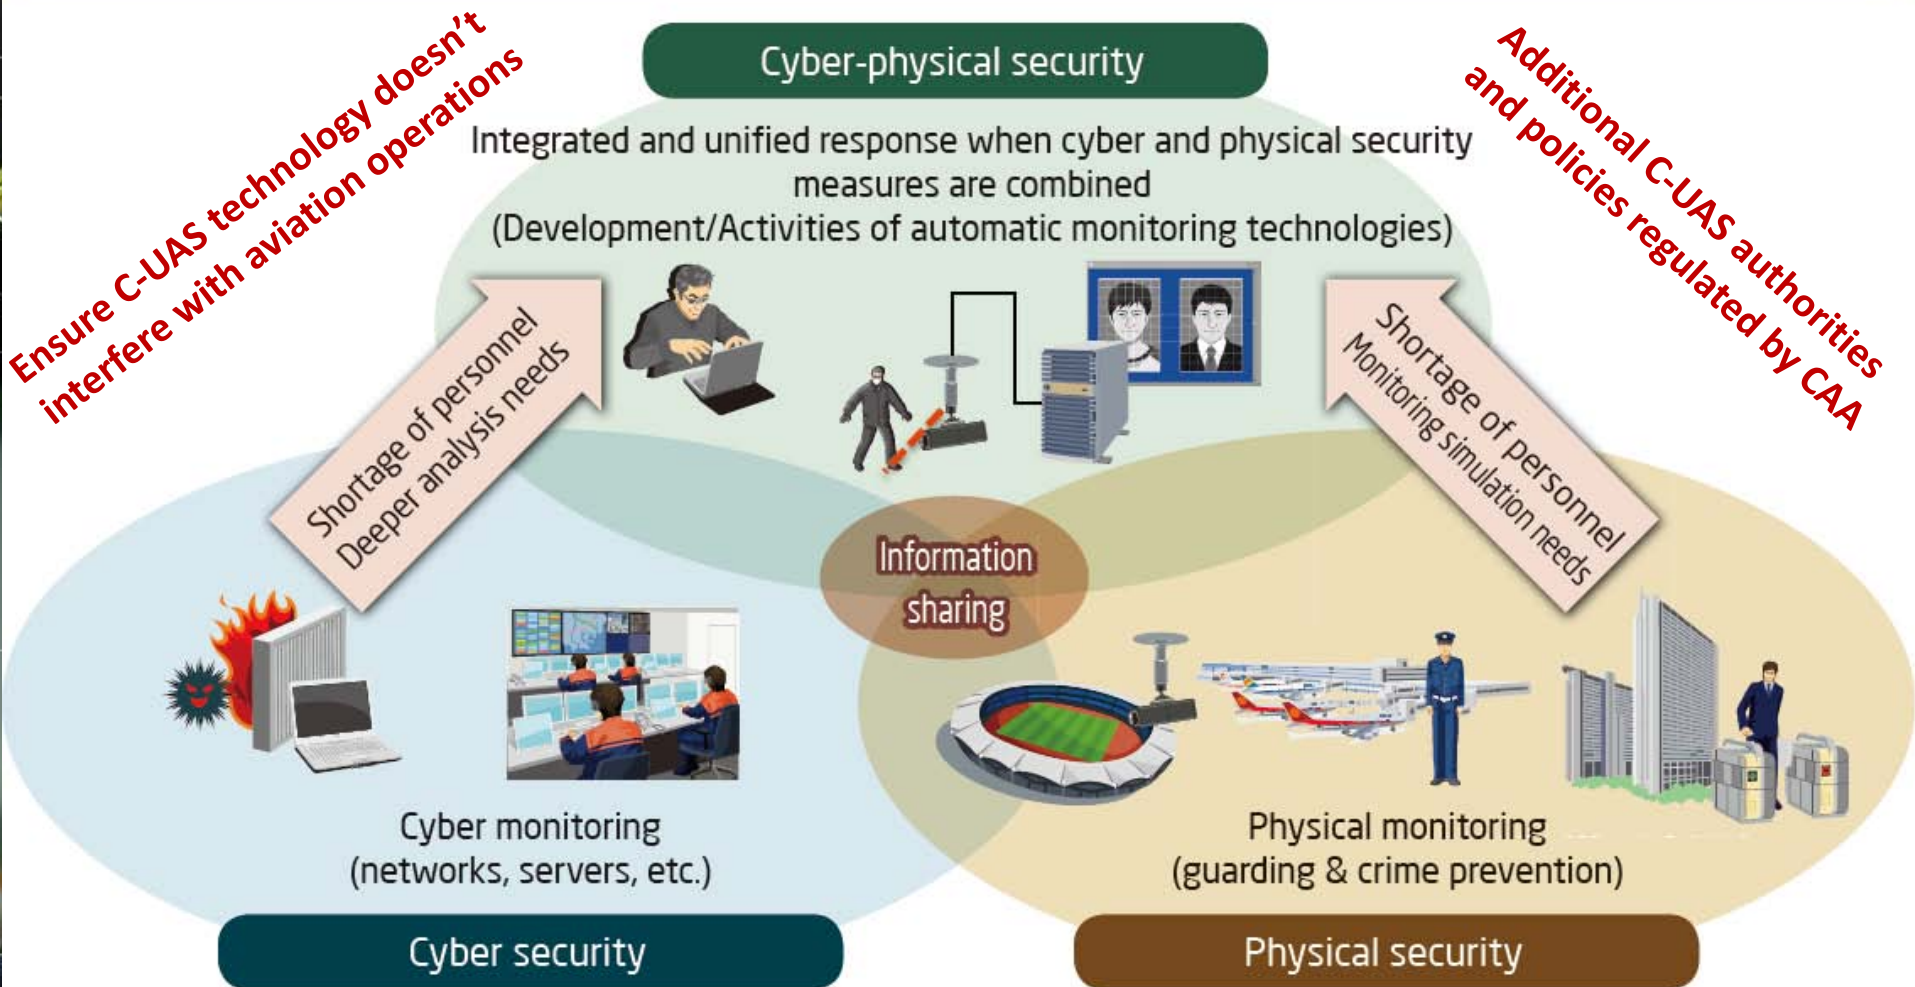 Ensure C-UAS technology doesn't
interfere with aviation operations
Cyber-physical security
Additional C-UAS authorities
and policies regulated by CAA
Integrated and unified response when cyber and physical security
measures are combined
(Development/Activities of automatic monitoring technologies)
Shortage of personnel
Deeper analysis needs
Shortage of personnel
Monitoring simulation needs
Information
sharing
Cyber monitoring
(networks, servers, etc.)
Physical monitoring
(guarding & crime prevention)
Cyber security
Physical security